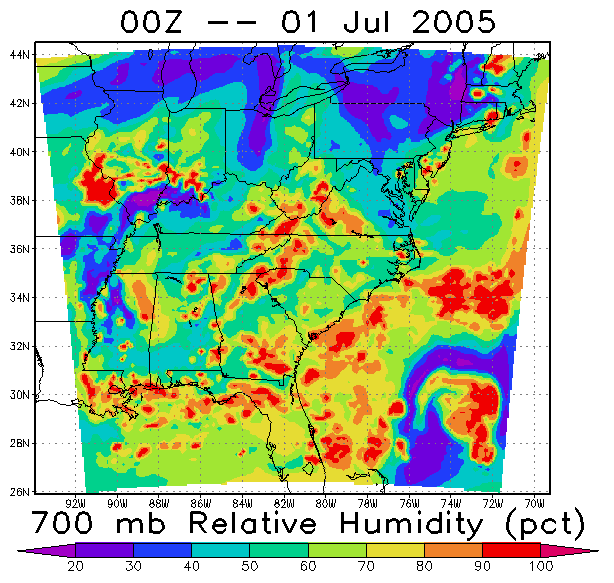 00Z -- 01 Jul 2005
44N
42N
40N
38N
36N
34N
32N
30N
28N
26N
92W 90W 88W 86W 84W 82W 80W 78W 76W 74W 72W 70W
700 mb Relative Humidity (pct)
20 30 40 50 60 70 80 90 100